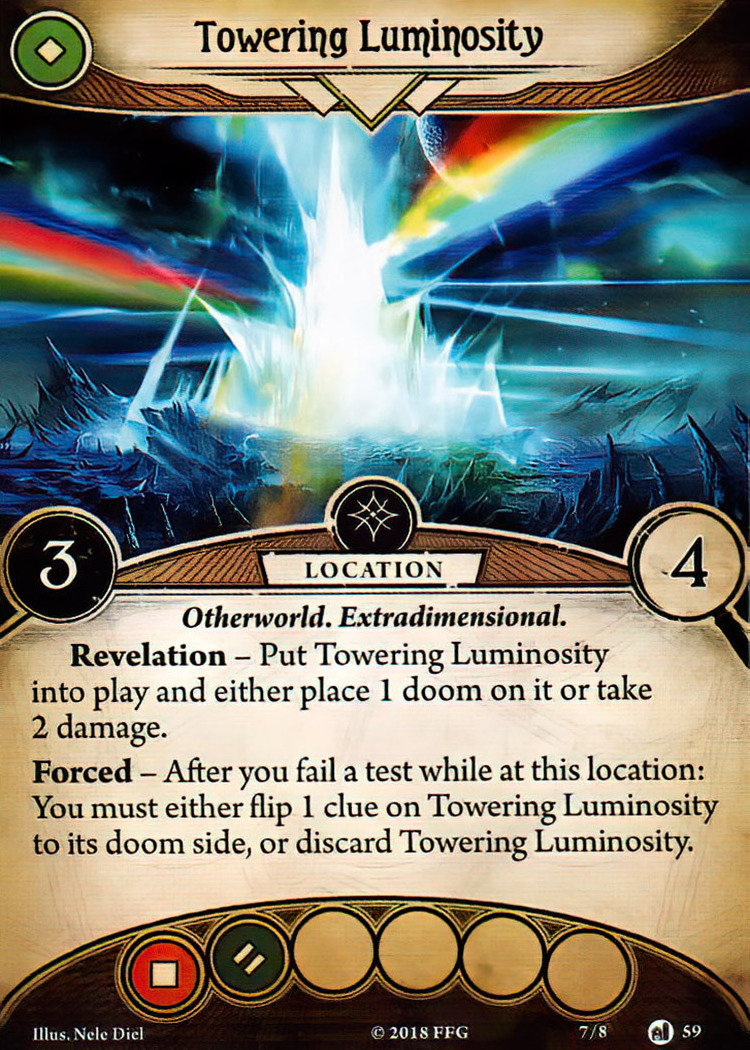 Towering Luminosity
3
LOCATION
4
Otherworld. Extradimensional.
Revelation – Put Towering Luminosity
into play and either place 1 doom on it or take
2 damage.
Forced – After you fail a test while at this location:
You must either flip 1 clue on Towering Luminosity
to its doom side, or discard Towering Luminosity.
Illus. Nele Diel
© 2018 FFG
7/8
59